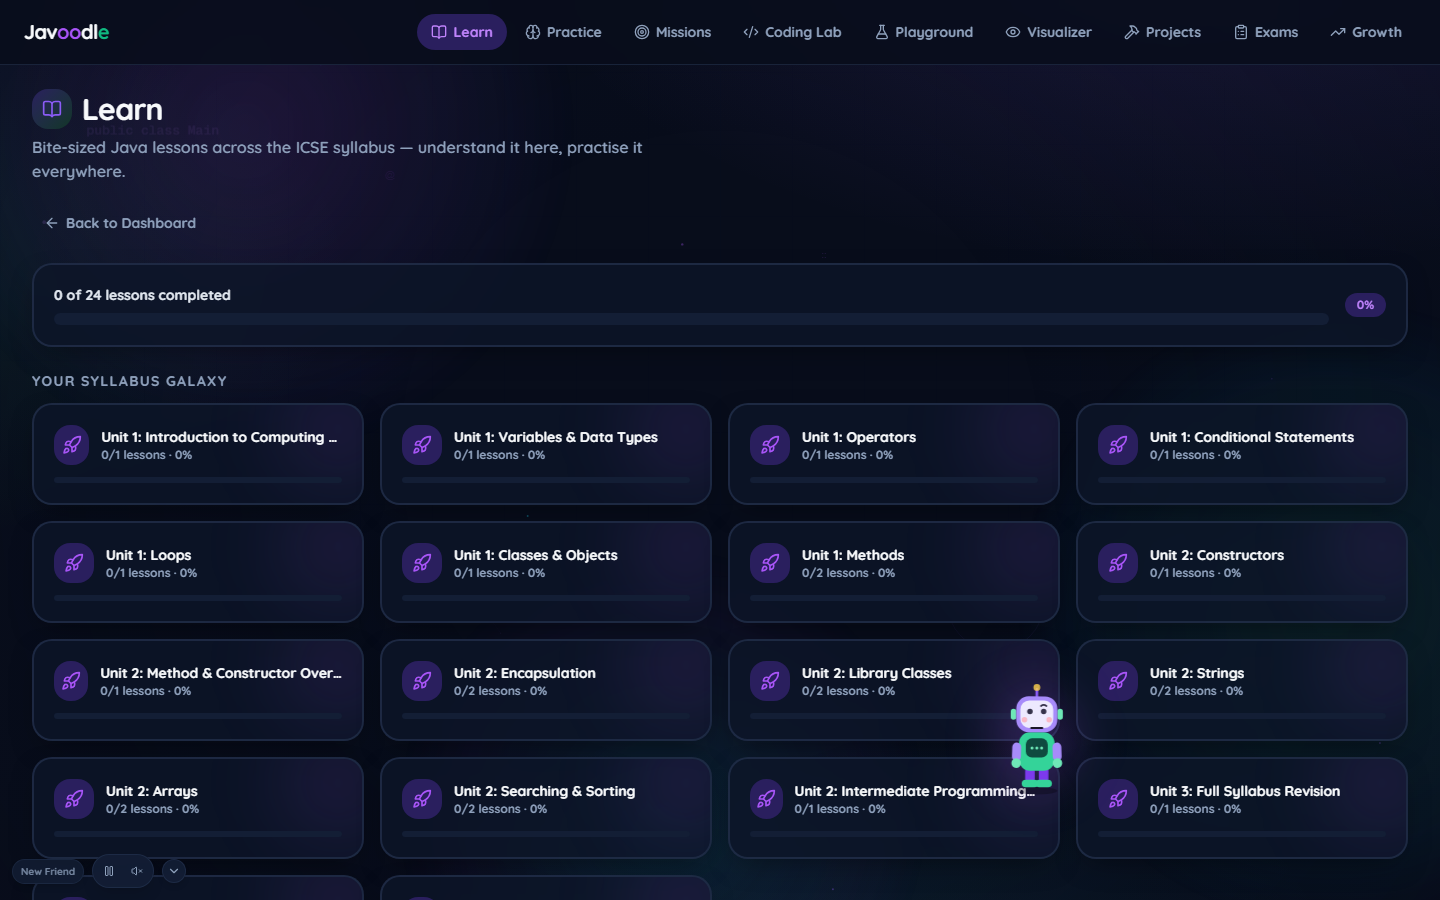 Javoodle
Learn
Practice
Missions
Coding Lab
Playground
Visualizer
Projects
Exams
Growth
Learn
public class Main
Bite-sized Java lessons across the ICSE syllabus — understand it here, practise it
everywhere.
Back to Dashboard
0 of 24 lessons completed
0%
YOUR SYLLABUS GALAXY
Unit 1: Introduction to Computing ...
0/1 lessons · 0%
Unit 1: Variables & Data Types
0/1 lessons · 0%
Unit 1: Operators
0/1 lessons · 0%
Unit 1: Conditional Statements
0/1 lessons · 0%
Unit 1: Loops
0/1 lessons · 0%
Unit 1: Classes & Objects
0/1 lessons · 0%
Unit 1: Methods
0/2 lessons · 0%
Unit 2: Constructors
0/1 lessons · 0%
Unit 2: Method & Constructor Over...
0/1 lessons · 0%
Unit 2: Encapsulation
0/2 lessons · 0%
Unit 2: Library Classes
0/2 lessons · 0%
Unit 2: Strings
0/2 lessons · 0%
Unit 2: Arrays
0/2 lessons · 0%
Unit 2: Searching & Sorting
0/2 lessons · 0%
Unit 2: Intermediate Programming...
0/1 lessons · 0%
Unit 3: Full Syllabus Revision
0/1 lessons · 0%
New Friend